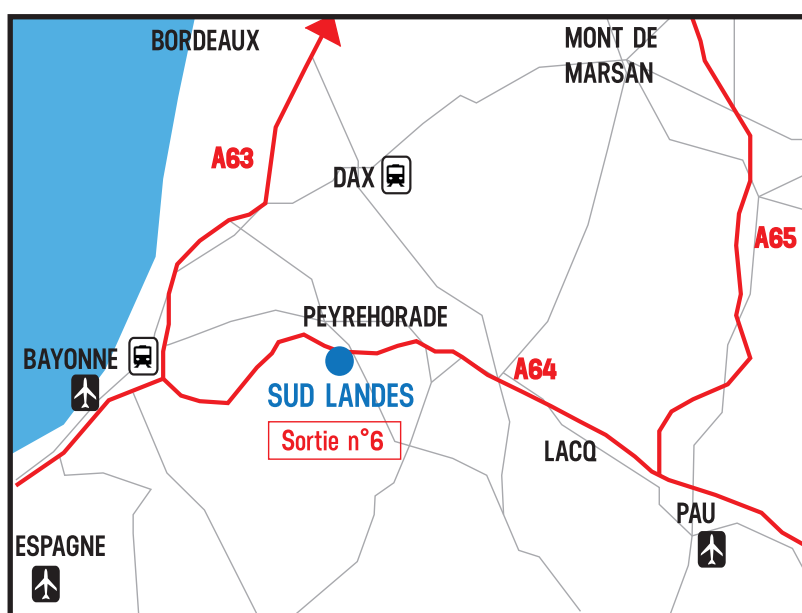 BORDEAUX
MONT DE
MARSAN
A63
DAX
A65
PEYREHORADE
BAYONNE
A64
SUD LANDES
Sortie n°6
LACQ
PAU
ESPAGNE